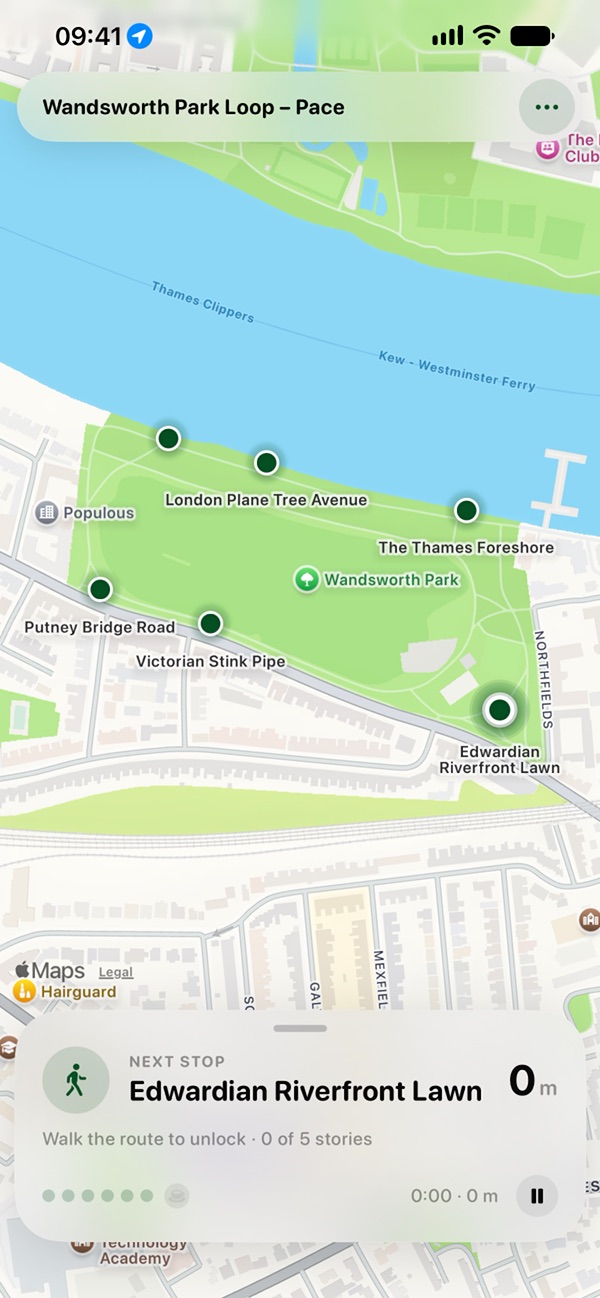 09:41
Wandsworth Park Loop – Pace
The
Club
Thames Clippers
Kew - Westminster Ferry
London Plane Tree Avenue
Populous
The Thames Foreshore
Wandsworth Park
Putney Bridge Road
Victorian Stink Pipe
NORTHFIELDS
Edwardian
Riverfront Lawn
Maps Legal
Hairguard
NEXT STOP
Edwardian Riverfront Lawn
0 m
Walk the route to unlock · 0 of 5 stories
0:00 · 0 m
Technology
Academy